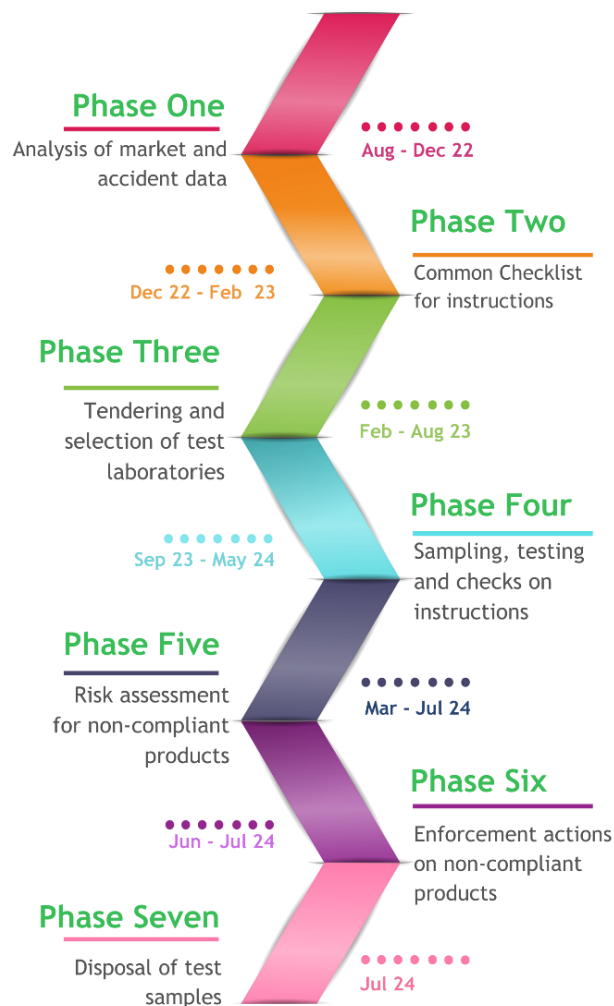 Phase One
Analysis of market and
accident data
Aug - Dec 22
Phase Two
Common Checklist
for instructions
Dec 22 - Feb 23
Phase Three
Tendering and
selection of test
laboratories
Feb - Aug 23
Phase Four
Sampling, testing
and checks on
instructions
Sep 23 - May 24
Phase Five
Risk assessment
for non-compliant
products
Mar - Jul 24
Phase Six
Enforcement actions
on non-compliant
products
Jun - Jul 24
Phase Seven
Disposal of test
samples
Jul 24